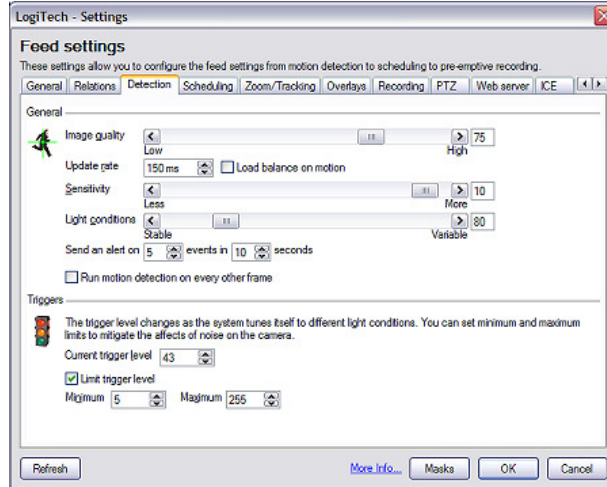 LogiTech - Settings
Feed settings
These settings allow you to configure the feed settings from motion detection to scheduling to pre-emptive recording.
General Relations Detection Scheduling Zoom/Tracking Overlays Recording PTZ Web server ICE
General
Image quality 75
Low High
Update rate 150 ms Load balance on motion
Sensitivity 10
Less More
Light conditions 80
Stable Variable
Send an alert on 5 events in 10 seconds
Run motion detection on every other frame
Triggers
The trigger level changes as the system tunes itself to different light conditions. You can set minimum and maximum
limits to mitigate the affects of noise on the camera.
Current trigger level 43
Limit trigger level
Minimum 5 Maximum 255
Refresh More Info... Masks OK Cancel